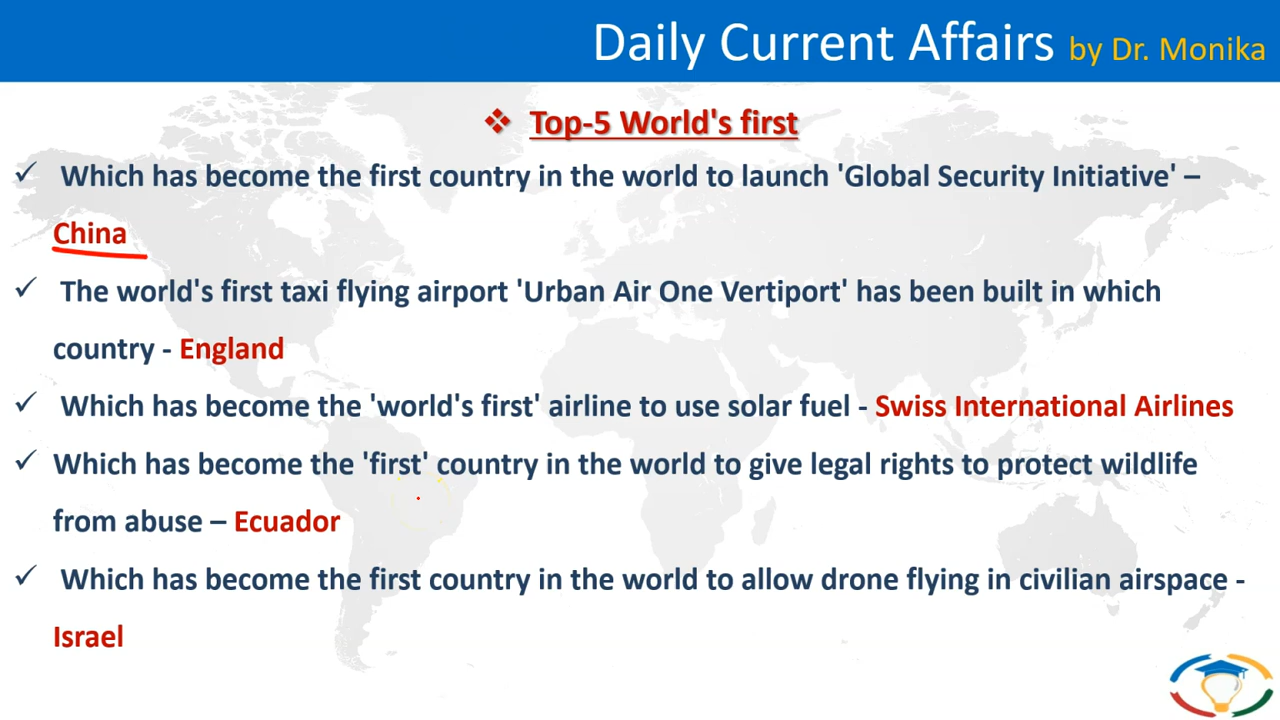 Daily Current Affairs by Dr. Monika
❖ Top-5 World's first
✓ Which has become the first country in the world to launch 'Global Security Initiative' –
China
✓ The world's first taxi flying airport 'Urban Air One Vertiport' has been built in which
country - England
✓ Which has become the 'world's first' airline to use solar fuel - Swiss International Airlines
✓ Which has become the 'first' country in the world to give legal rights to protect wildlife
from abuse – Ecuador
✓ Which has become the first country in the world to allow drone flying in civilian airspace -
Israel